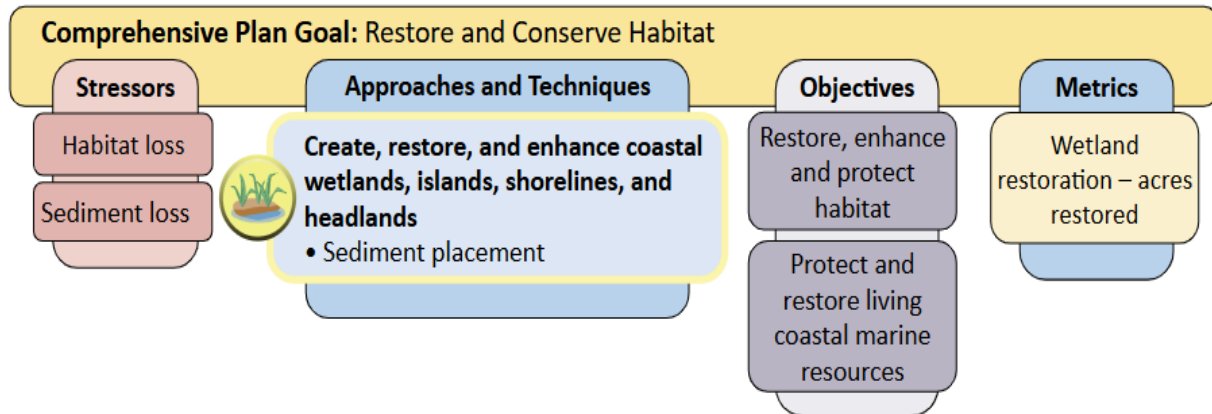 Comprehensive Plan Goal: Restore and Conserve Habitat
Stressors
Habitat loss
Sediment loss
Approaches and Techniques
Create, restore, and enhance coastal
wetlands, islands, shorelines, and
headlands
• Sediment placement
Objectives
Restore, enhance
and protect
habitat
Protect and
restore living
coastal marine
resources
Metrics
Wetland
restoration – acres
restored